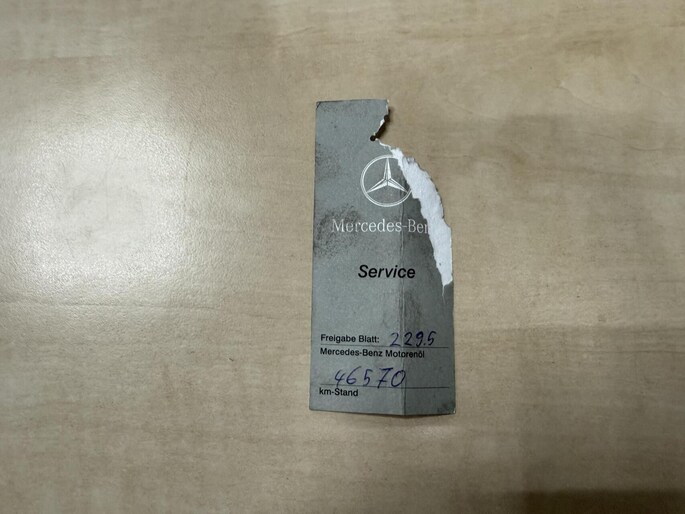 Mercedes-Ben
Service
Freigabe Blatt: 229.5
Mercedes-Benz Motorenöl
46570
km-Stand